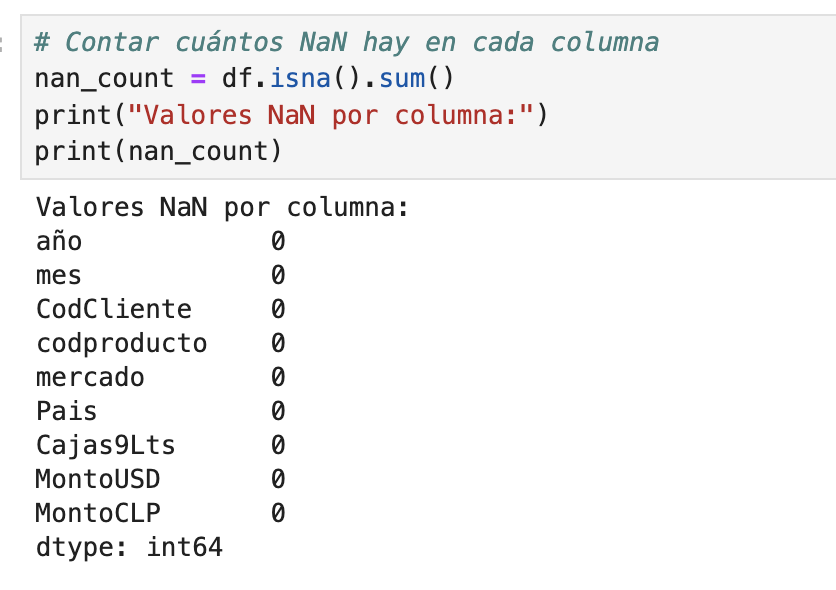 # Contar cuántos NaN hay en cada columna
nan_count = df.isna().sum()
print("Valores NaN por columna:")
print(nan_count)
Valores NaN por columna:
año            0
mes            0
CodCliente     0
codproducto    0
mercado        0
Pais           0
Cajas9Lts      0
MontoUSD       0
MontoCLP       0
dtype: int64